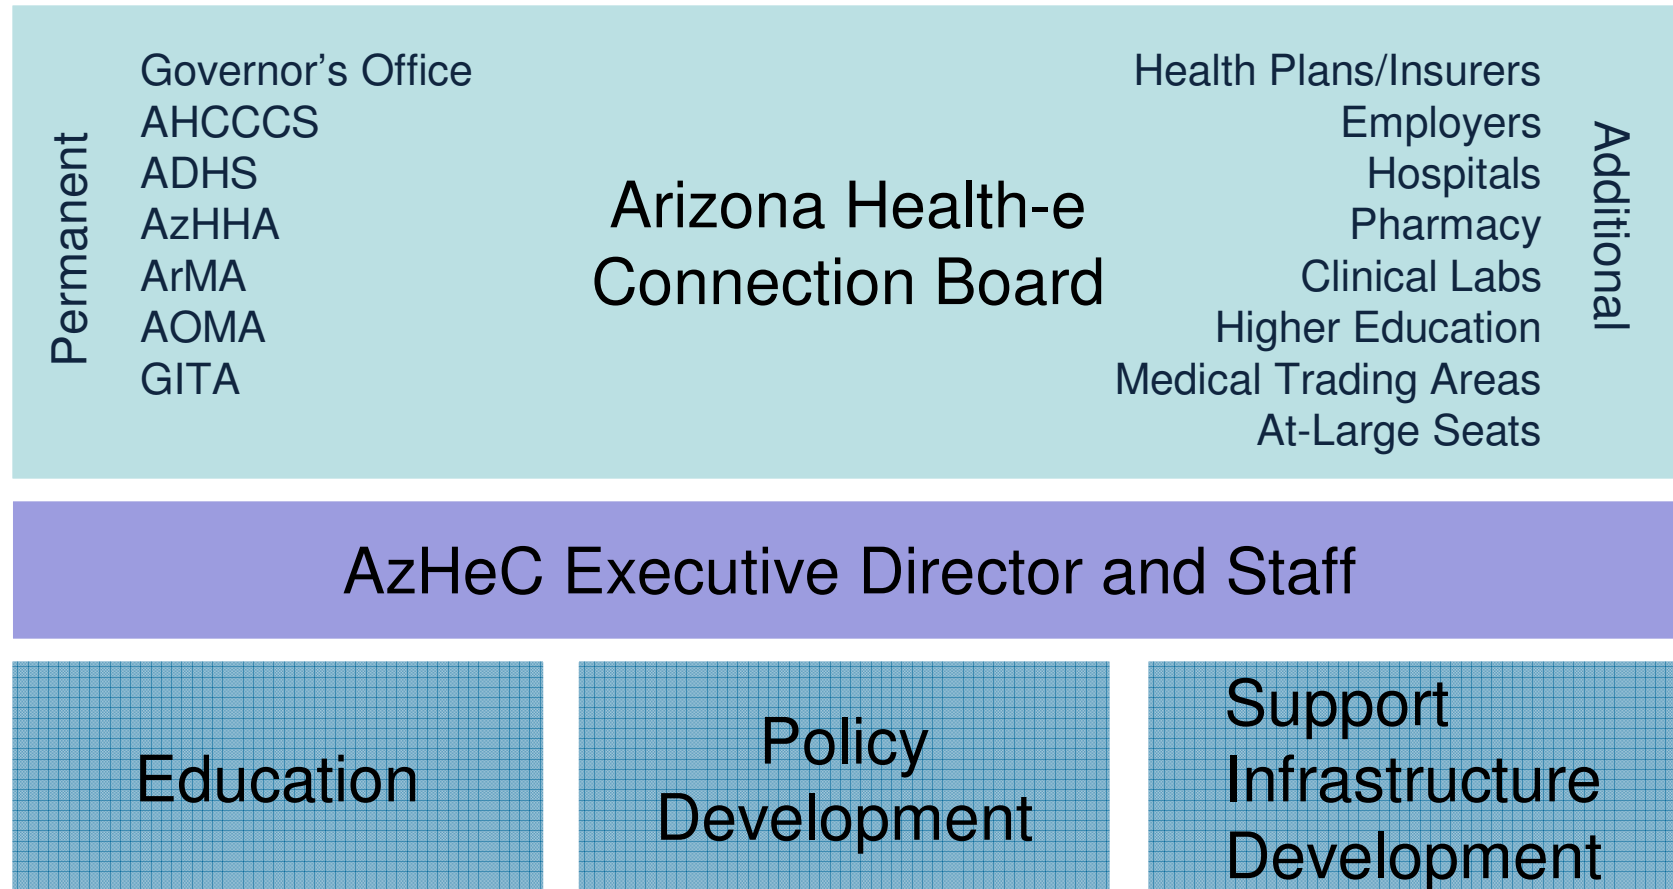 Permanent
Governor’s Office
AHCCCS
ADHS
AzHHA
ArMA
AOMA
GITA
Arizona Health-e
Connection Board
Health Plans/Insurers
Employers
Hospitals
Pharmacy
Clinical Labs
Higher Education
Medical Trading Areas
At-Large Seats
Additional
AzHeC Executive Director and Staff
Education
Policy
Development
Support
Infrastructure
Development